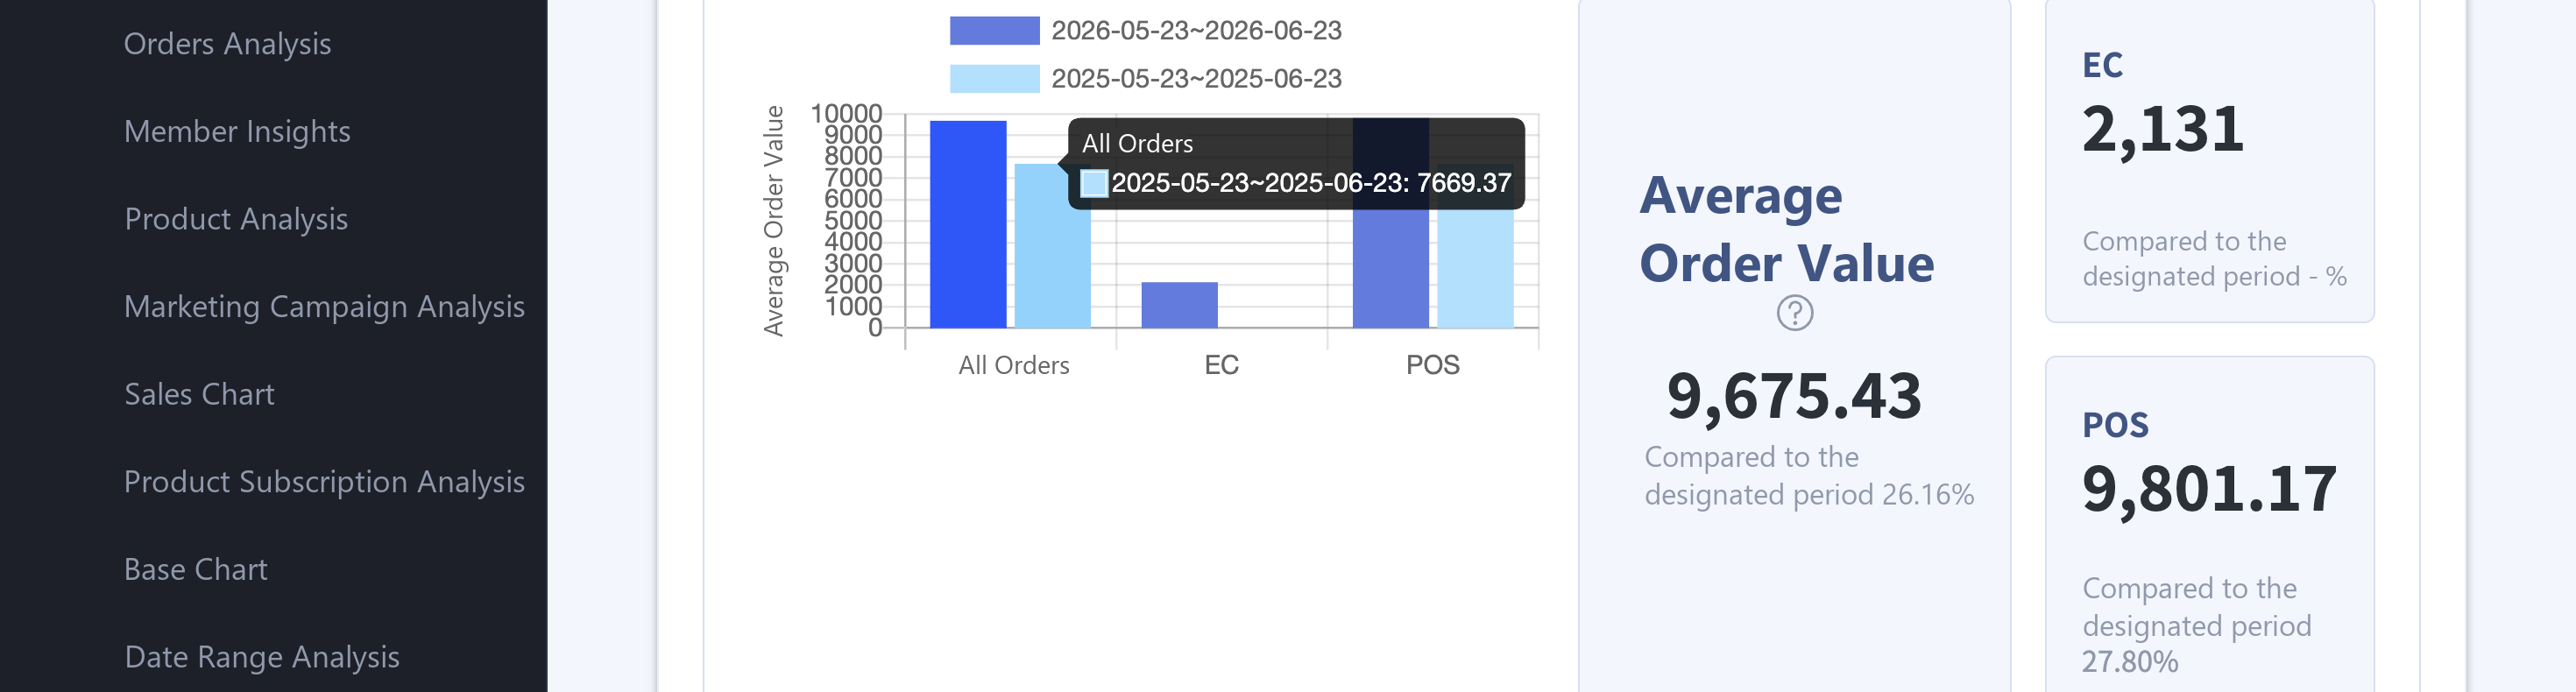 Orders Analysis
Member Insights
Product Analysis
Marketing Campaign Analysis
Sales Chart
Product Subscription Analysis
Base Chart
Date Range Analysis
2026-05-23~2026-06-23
2025-05-23~2025-06-23
Average Order Value
10000
9000
8000
7000
6000
5000
4000
3000
2000
1000
0
All Orders
2025-05-23~2025-06-23: 7669.37
All Orders
EC
POS
Average
Order Value
?
9,675.43
Compared to the
designated period 26.16%
EC
2,131
Compared to the
designated period - %
POS
9,801.17
Compared to the
designated period
27.80%